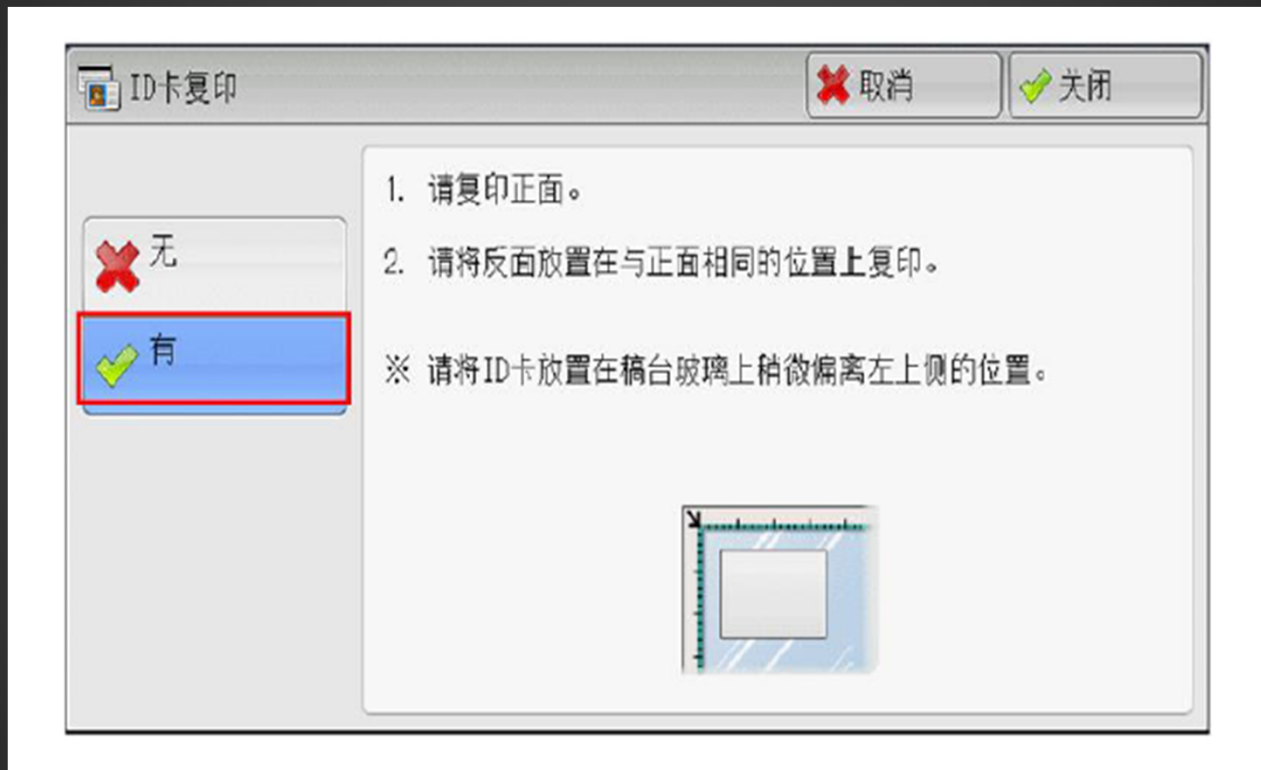 ID卡复印
取消
关闭
无
有
1. 请复印正面。
2. 请将反面放置在与正面相同的位置上复印。
※ 请将ID卡放置在稿台玻璃上稍微偏离左上侧的位置。